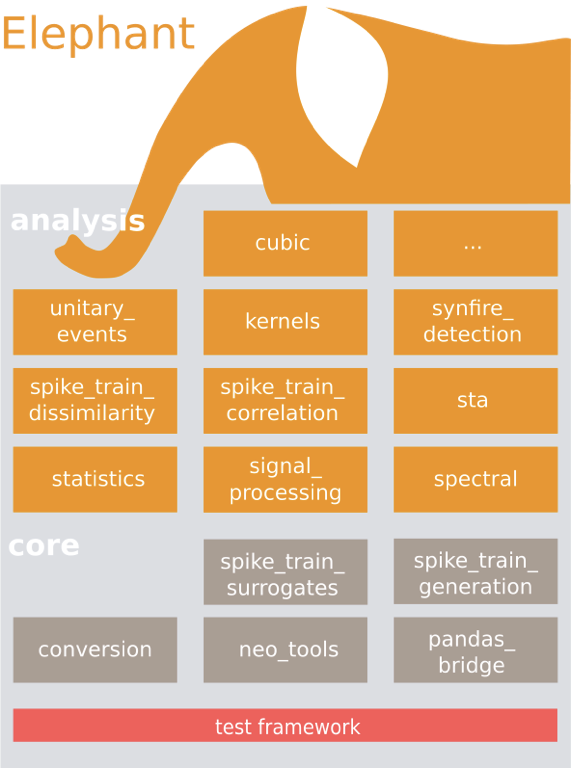 Elephant
analysis
cubic
...
unitary_
events
kernels
synfire_
detection
spike_train_
dissimilarity
spike_train_
correlation
sta
statistics
signal_
processing
spectral
core
spike_train_
surrogates
spike_train_
generation
conversion
neo_tools
pandas_
bridge
test framework